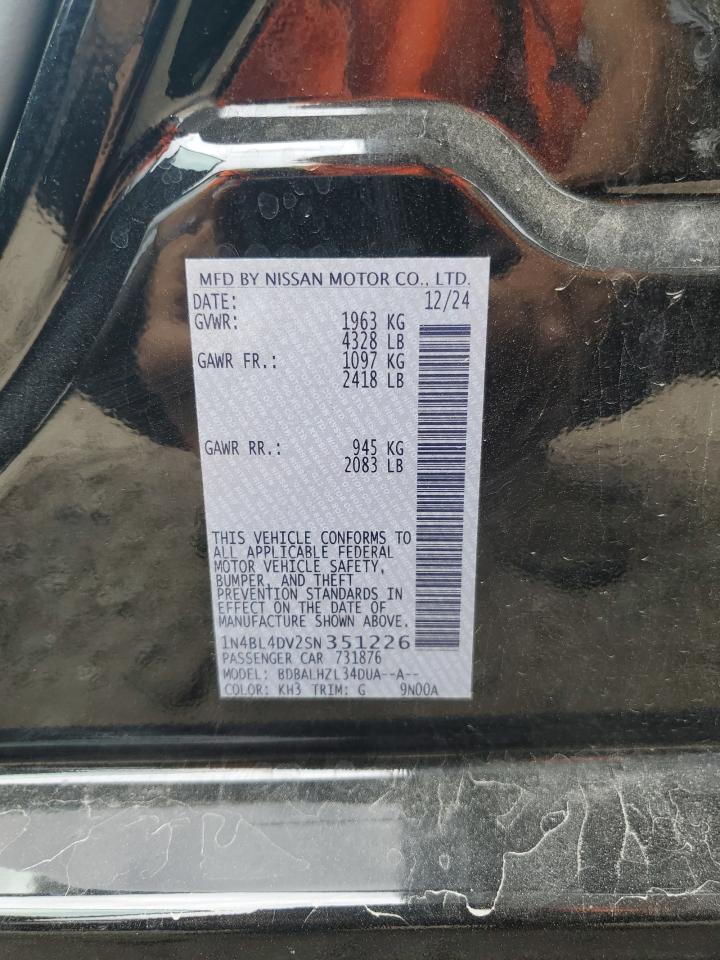 MFD BY NISSAN MOTOR CO., LTD.
DATE: 12/24
GVWR: 1963 KG
4328 LB
GAWR FR.: 1097 KG
2418 LB
GAWR RR.: 945 KG
2083 LB
THIS VEHICLE CONFORMS TO
ALL APPLICABLE FEDERAL
MOTOR VEHICLE SAFETY,
BUMPER, AND THEFT
PREVENTION STANDARDS IN
EFFECT ON THE DATE OF
MANUFACTURE SHOWN ABOVE.
1N4BL4DV2SN351226
PASSENGER CAR 731876
MODEL: BDBALHZL34DUA--A--
COLOR: KH3 TRIM: G 9N00A